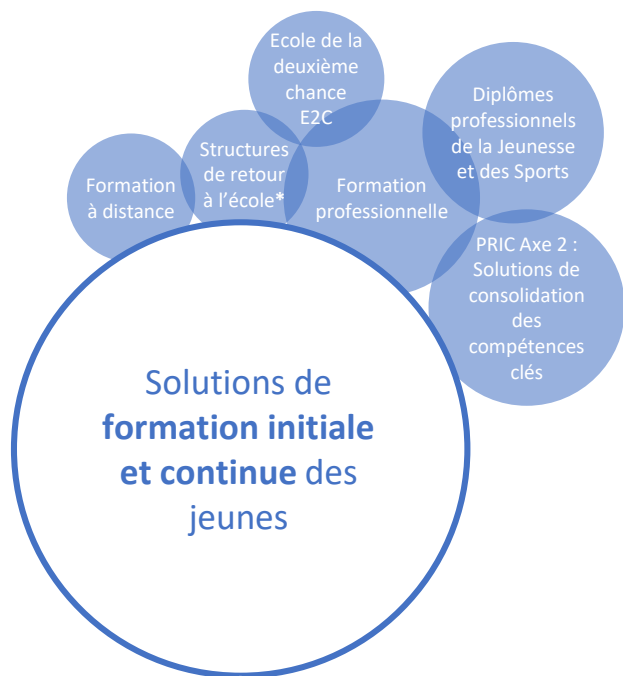 Ecole de la
deuxième
chance
E2C
Diplômes
professionnels
de la Jeunesse
et des Sports
Structures
de retour
à l'école*
Formation
à distance
Formation
professionnelle
PRIC Axe 2 :
Solutions de
consolidation
des
compétences
clés
Solutions de
formation initiale
et continue des
jeunes